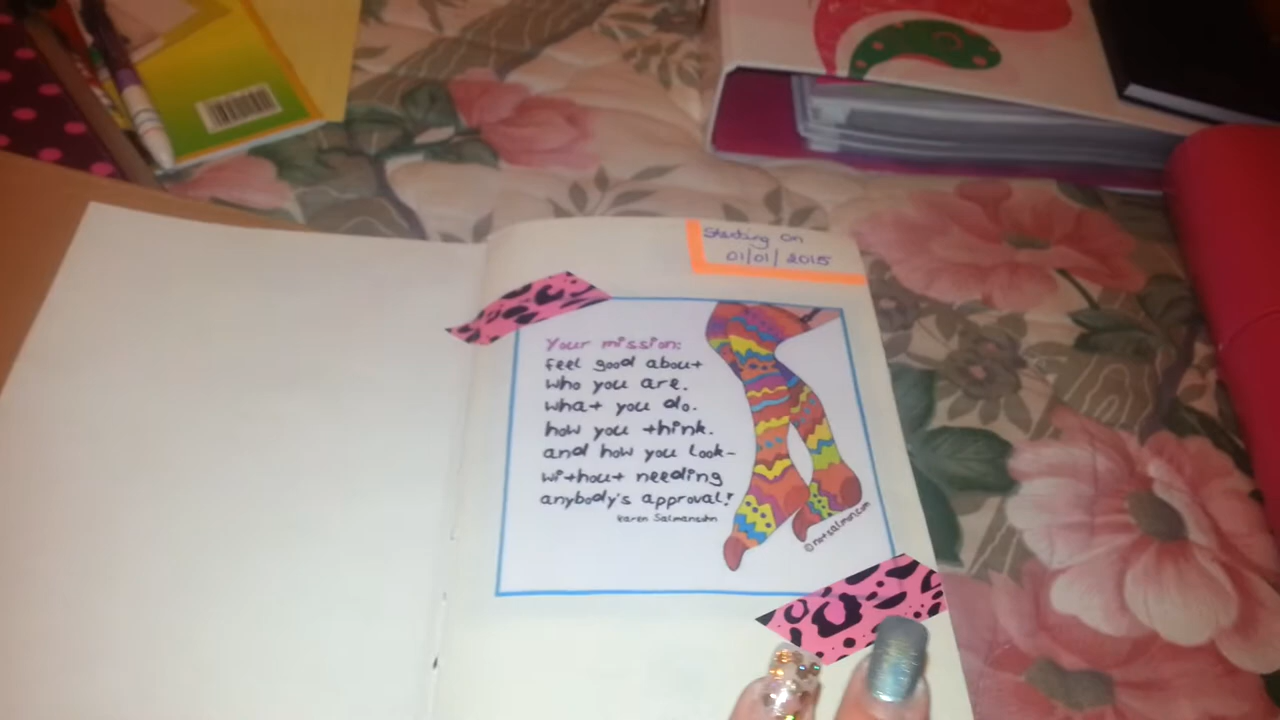 Starting on
01/01/2015
Your mission:
feel good about
who you are.
what you do.
how you think.
and how you look-
without needing
anybody's approval!
Karen Salmansohn
©notsalmon.com